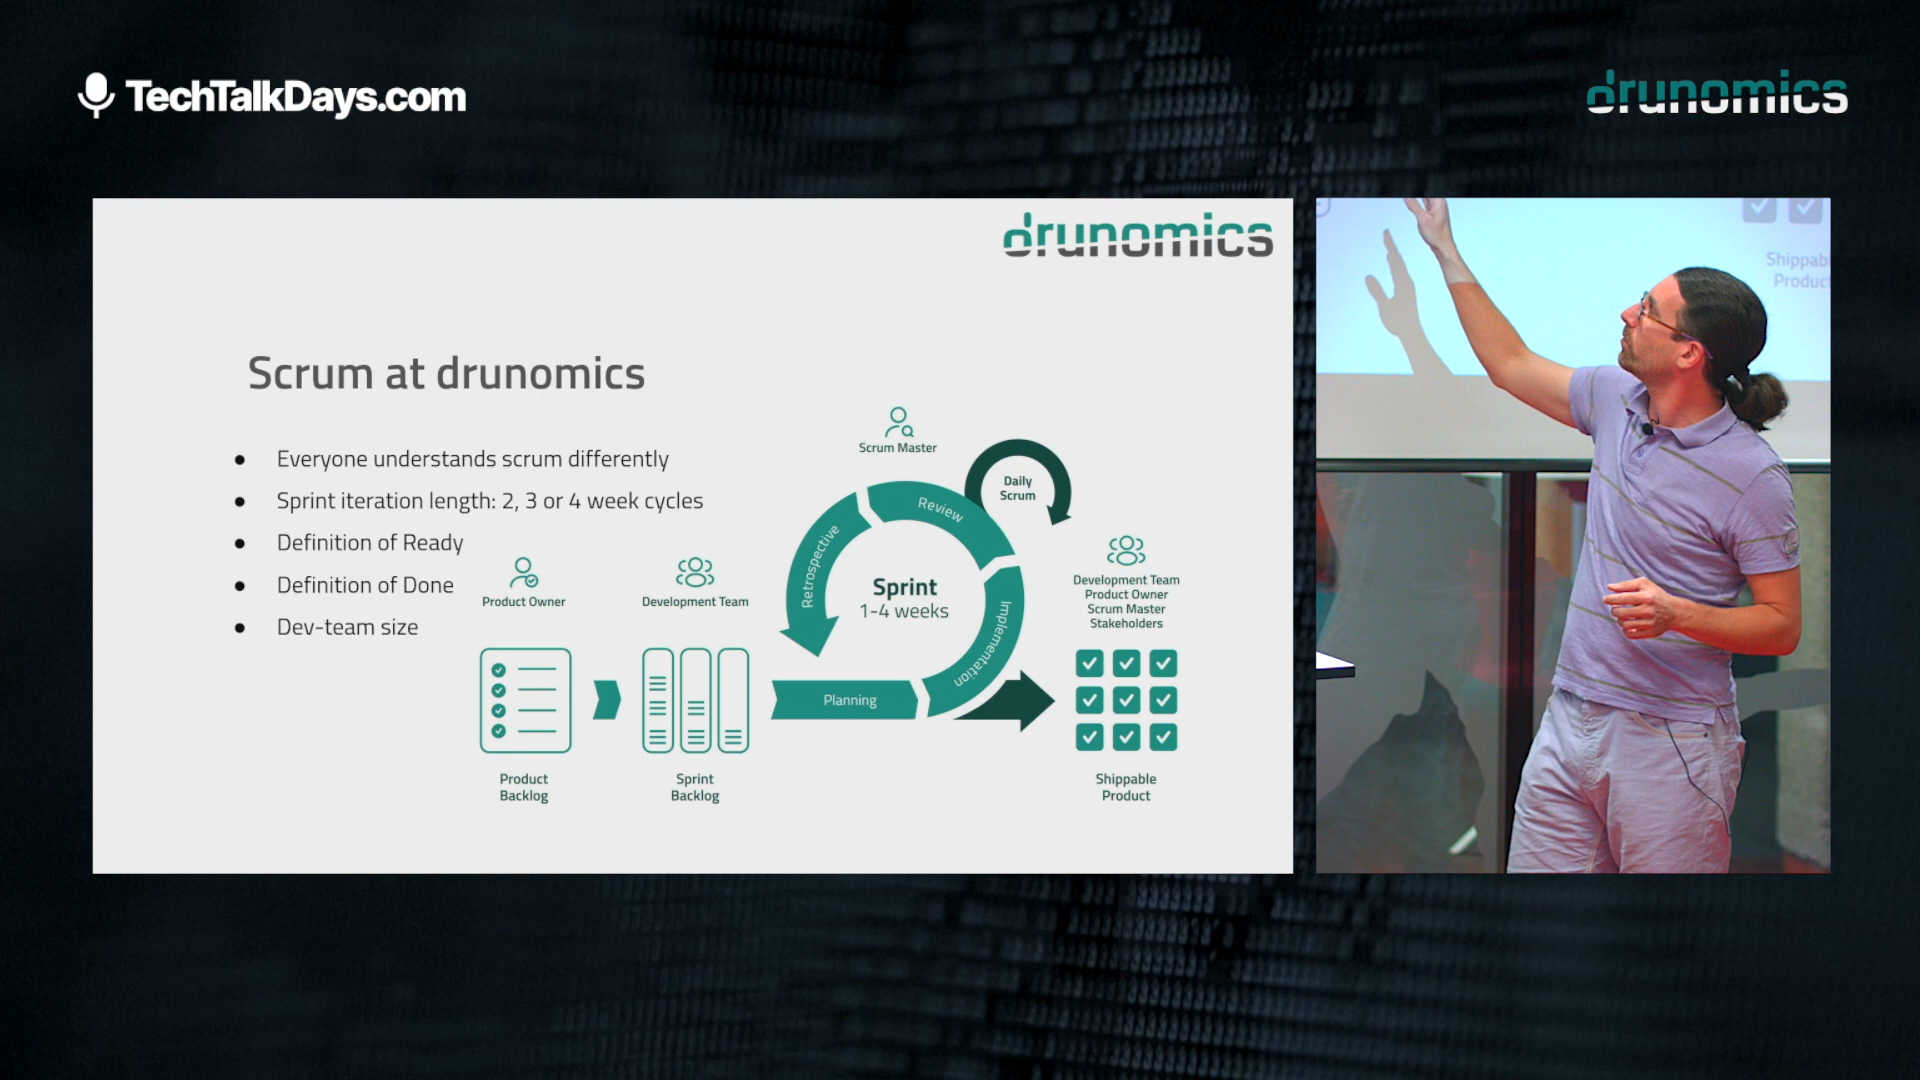 TechTalkDays.com
drunomics
drunomics
Scrum at drunomics
Everyone understands scrum differently
Sprint iteration length: 2, 3 or 4 week cycles
Definition of Ready
Definition of Done
Dev-team size
Product Owner
Development Team
Scrum Master
Daily
Scrum
Review
Retrospective
Sprint
1-4 weeks
Implementation
Planning
Development Team
Product Owner
Scrum Master
Stakeholders
Product
Backlog
Sprint
Backlog
Shippable
Product